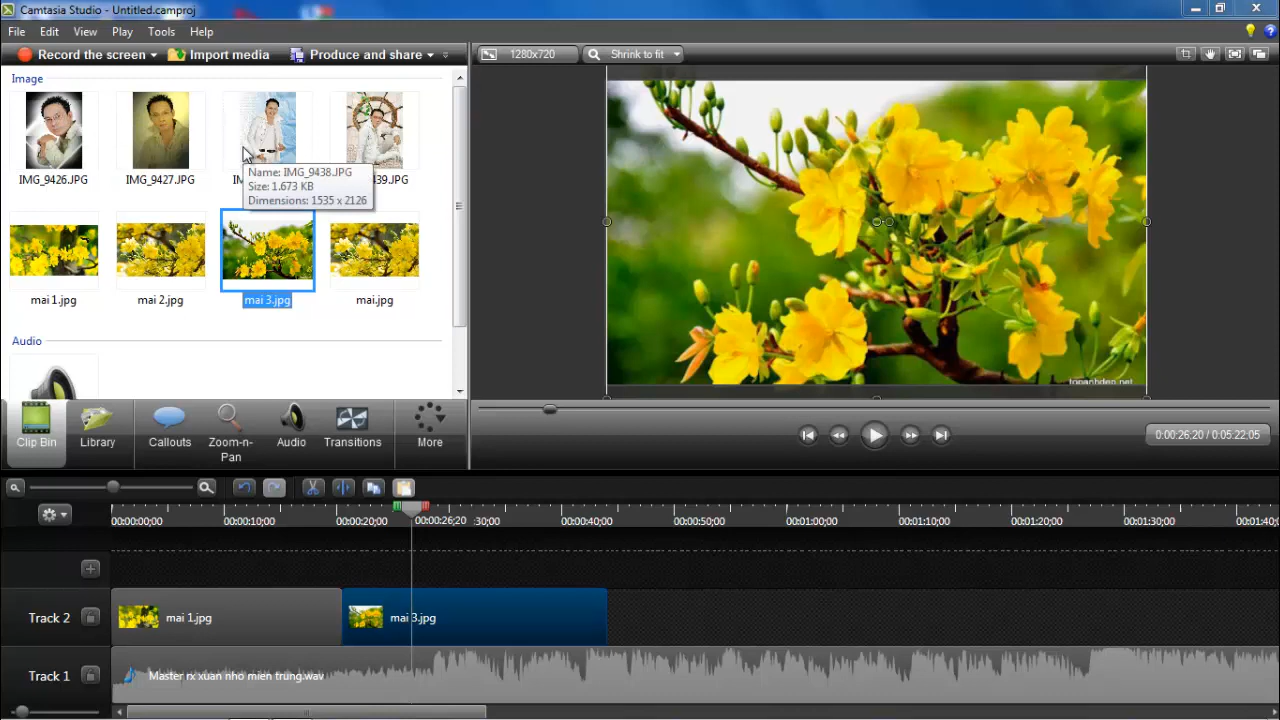 Camtasia Studio - Untitled.camproj
File Edit View Play Tools Help
Record the screen Import media Produce and share
1280x720 Shrink to fit
Image
IMG_9426.JPG IMG_9427.JPG
Name: IMG_9438.JPG
Size: 1.673 KB
Dimensions: 1535 x 2126
mai 1.jpg mai 2.jpg mai 3.jpg mai.jpg
Audio
topanhdep.net
Clip Bin Library Callouts Zoom-n-Pan Audio Transitions More
0:00:26;20 / 0:05:22;05
00:00:00;00 00:00:10;00 00:00:20;00 00:00:26;20 :30;00 00:00:40;00 00:00:50;00 00:01:00;00 00:01:10;00 00:01:20;00 00:01:30;00 00:01:40;0
Track 2 mai 1.jpg mai 3.jpg
Track 1 Master rx xuan nho mien trung.wav